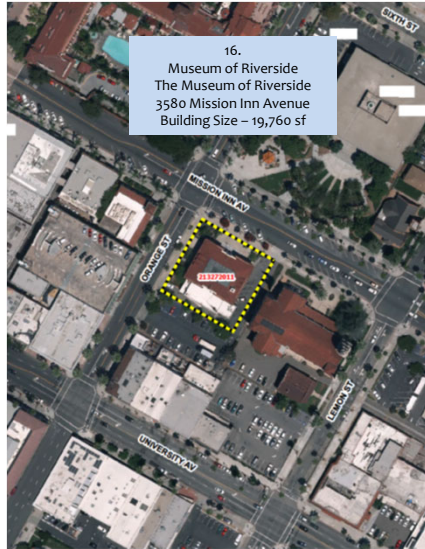 SIXTH ST
16.
Museum of Riverside
The Museum of Riverside
3580 Mission Inn Avenue
Building Size – 19,760 sf
MISSION INN AV
ORANGE ST
213272011
LEMON ST
UNIVERSITY AV